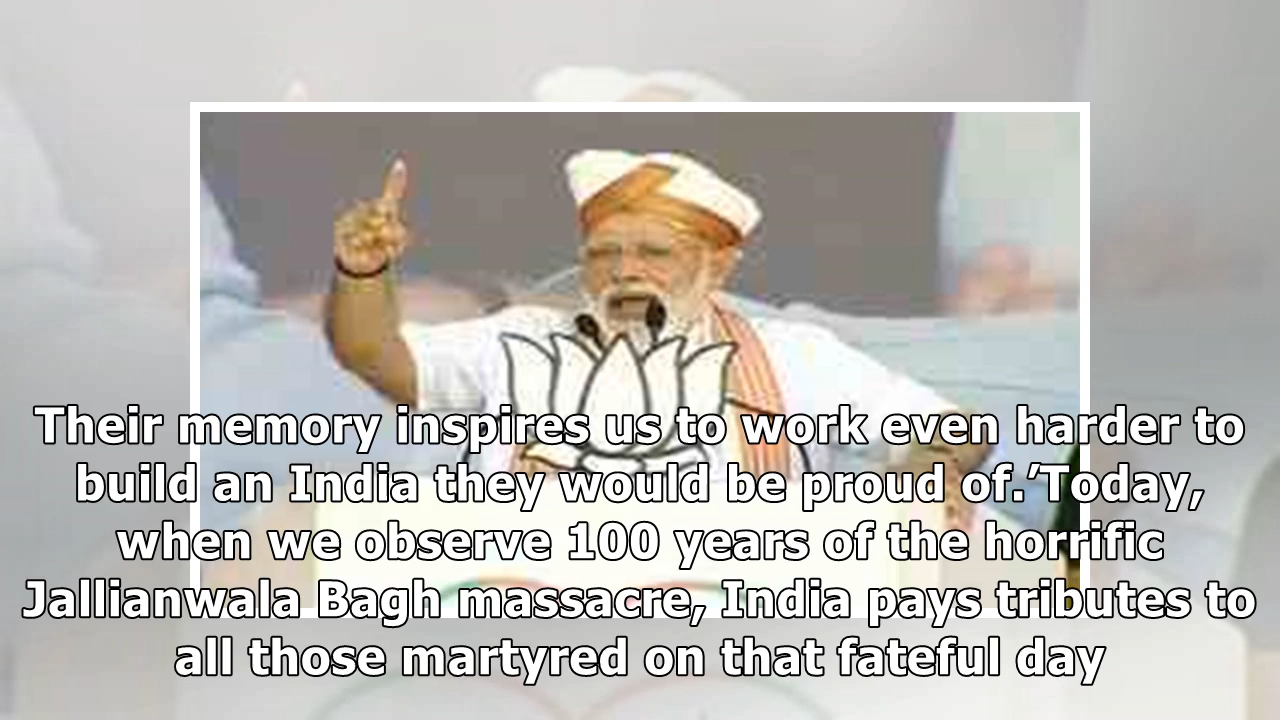 Their memory inspires us to work even harder to
build an India they would be proud of.’Today,
when we observe 100 years of the horrific
Jallianwala Bagh massacre, India pays tributes to
all those martyred on that fateful day